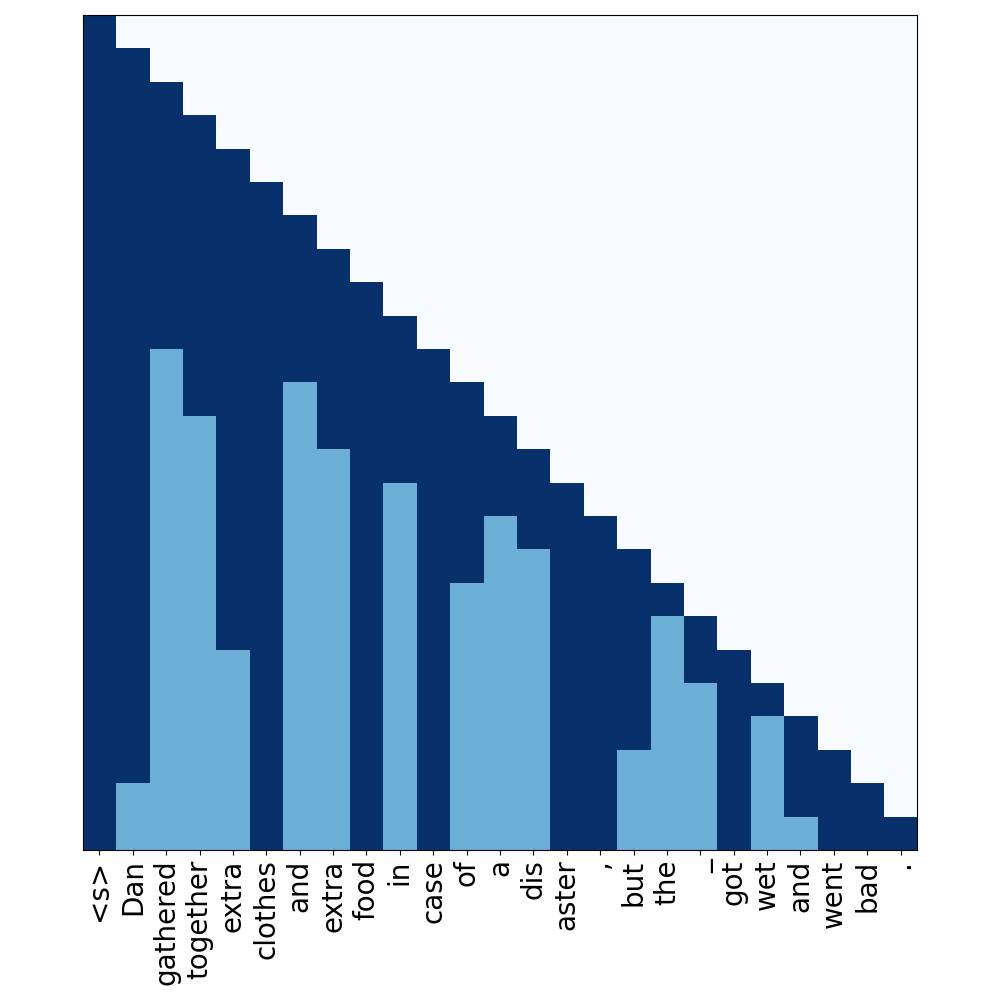 <s> Dan gathered together extra clothes and extra food in case of a dis aster , but the _ got wet and went bad .